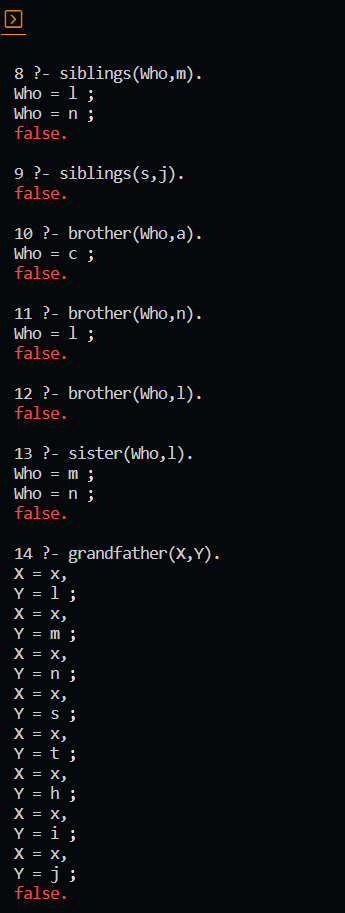 8 ?- siblings(Who,m).
Who = l ;
Who = n ;
false.
9 ?- siblings(s,j).
false.
10 ?- brother(Who,a).
Who = c ;
false.
11 ?- brother(Who,n).
Who = l ;
false.
12 ?- brother(Who,l).
false.
13 ?- sister(Who,l).
Who = m ;
Who = n ;
false.
14 ?- grandfather(X,Y).
X = x,
Y = l ;
X = x,
Y = m ;
X = x,
Y = n ;
X = x,
Y = s ;
X = x,
Y = t ;
X = x,
Y = h ;
X = x,
Y = i ;
X = x,
Y = j ;
false.